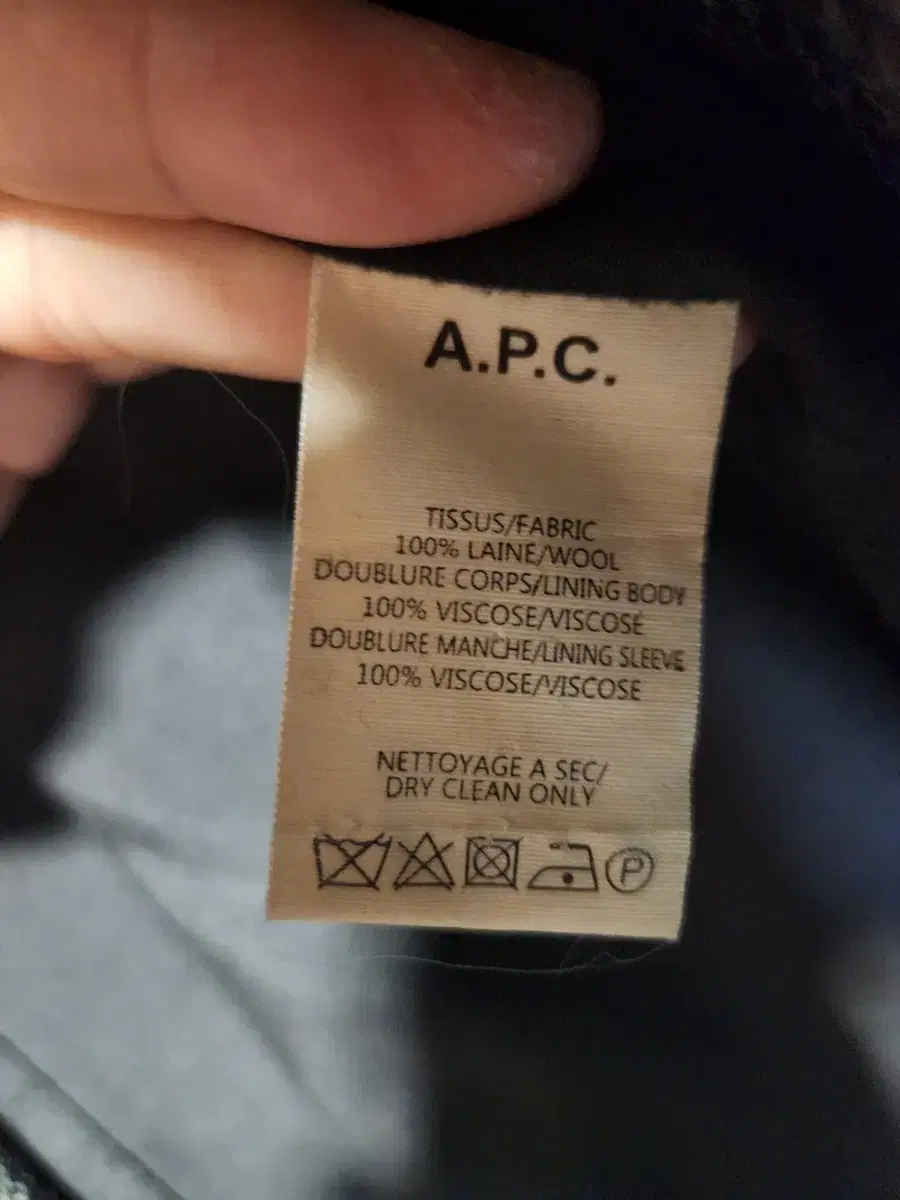 A.P.C.
TISSUS/FABRIC
100% LAINE/WOOL
DOUBLURE CORPS/LINING BODY
100% VISCOSE/VISCOSE
DOUBLURE MANCHE/LINING SLEEVE
100% VISCOSE/VISCOSE
NETTOYAGE A SEC/
DRY CLEAN ONLY
P